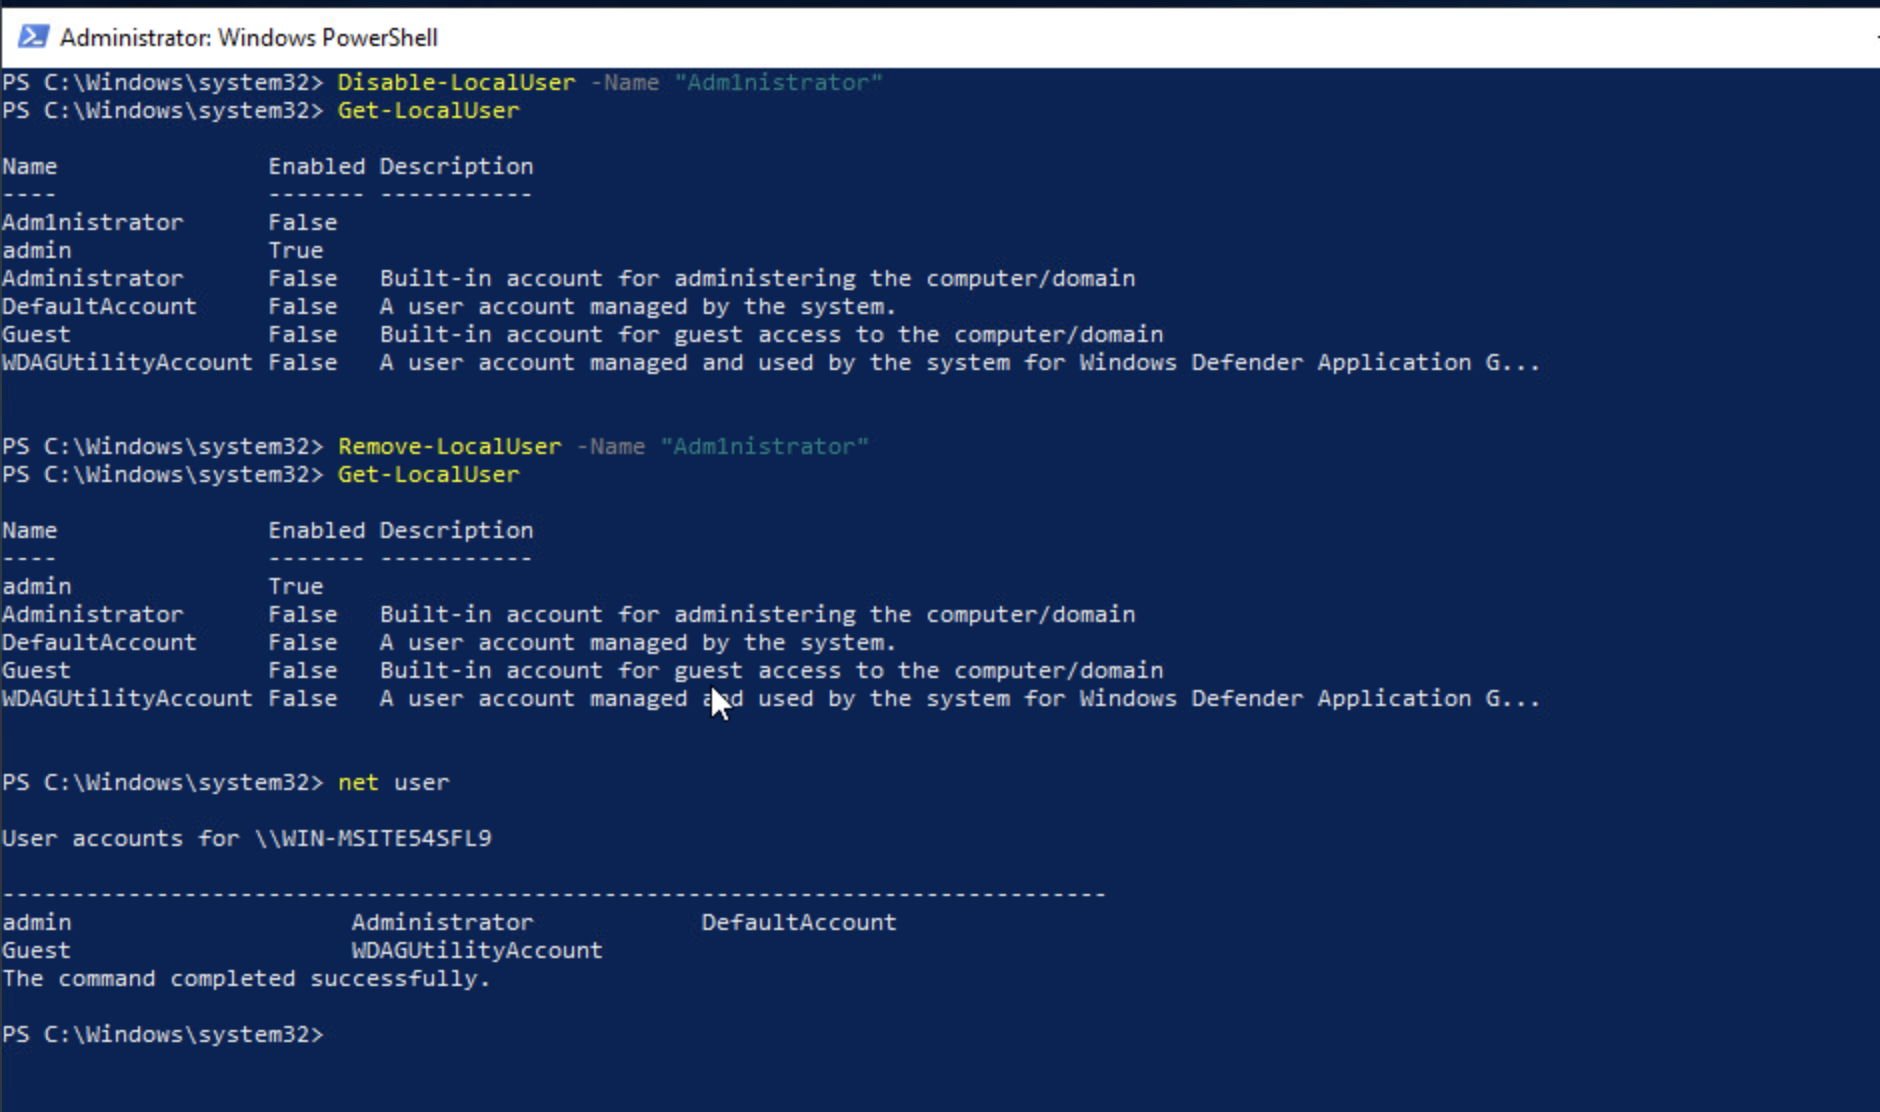 Administrator: Windows PowerShell
PS C:\Windows\system32> Disable-LocalUser -Name "Adm1nistrator"
PS C:\Windows\system32> Get-LocalUser
Name Enabled Description
---- ------- -----------
Adm1nistrator False
admin True
Administrator False Built-in account for administering the computer/domain
DefaultAccount False A user account managed by the system.
Guest False Built-in account for guest access to the computer/domain
WDAGUtilityAccount False A user account managed and used by the system for Windows Defender Application G...
PS C:\Windows\system32> Remove-LocalUser -Name "Adm1nistrator"
PS C:\Windows\system32> Get-LocalUser
Name Enabled Description
---- ------- -----------
admin True
Administrator False Built-in account for administering the computer/domain
DefaultAccount False A user account managed by the system.
Guest False Built-in account for guest access to the computer/domain
WDAGUtilityAccount False A user account managed and used by the system for Windows Defender Application G...
PS C:\Windows\system32> net user
User accounts for \\WIN-MSITE54SFL9
-------------------------------------------------------------------------------
admin Administrator DefaultAccount
Guest WDAGUtilityAccount
The command completed successfully.
PS C:\Windows\system32>